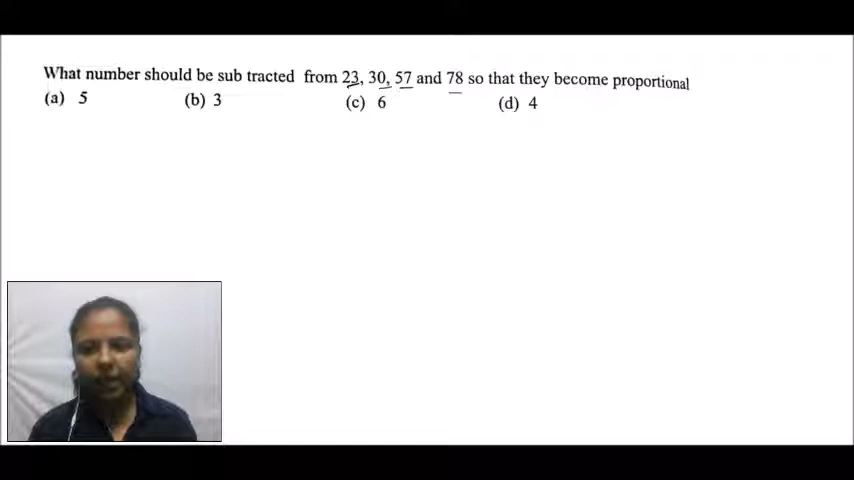 What number should be sub tracted from 23, 30, 57 and 78 so that they become proportional
(a) 5 (b) 3 (c) 6 (d) 4